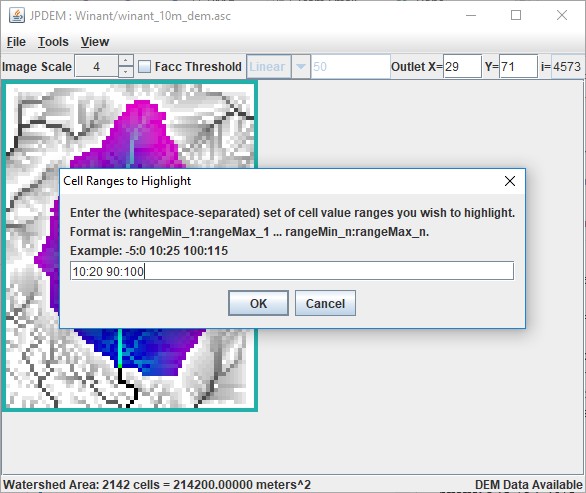 JPDEM : Winant/winant_10m_dem.asc
File Tools View
Image Scale 4 Facc Threshold Linear 50 Outlet X= 29 Y= 71 i= 4573
Cell Ranges to Highlight
Enter the (whitespace-separated) set of cell value ranges you wish to highlight.
Format is: rangeMin_1:rangeMax_1 ... rangeMin_n:rangeMax_n.
Example: -5:0 10:25 100:115
10:20 90:100
OK Cancel
Watershed Area: 2142 cells = 214200.00000 meters^2 DEM Data Available